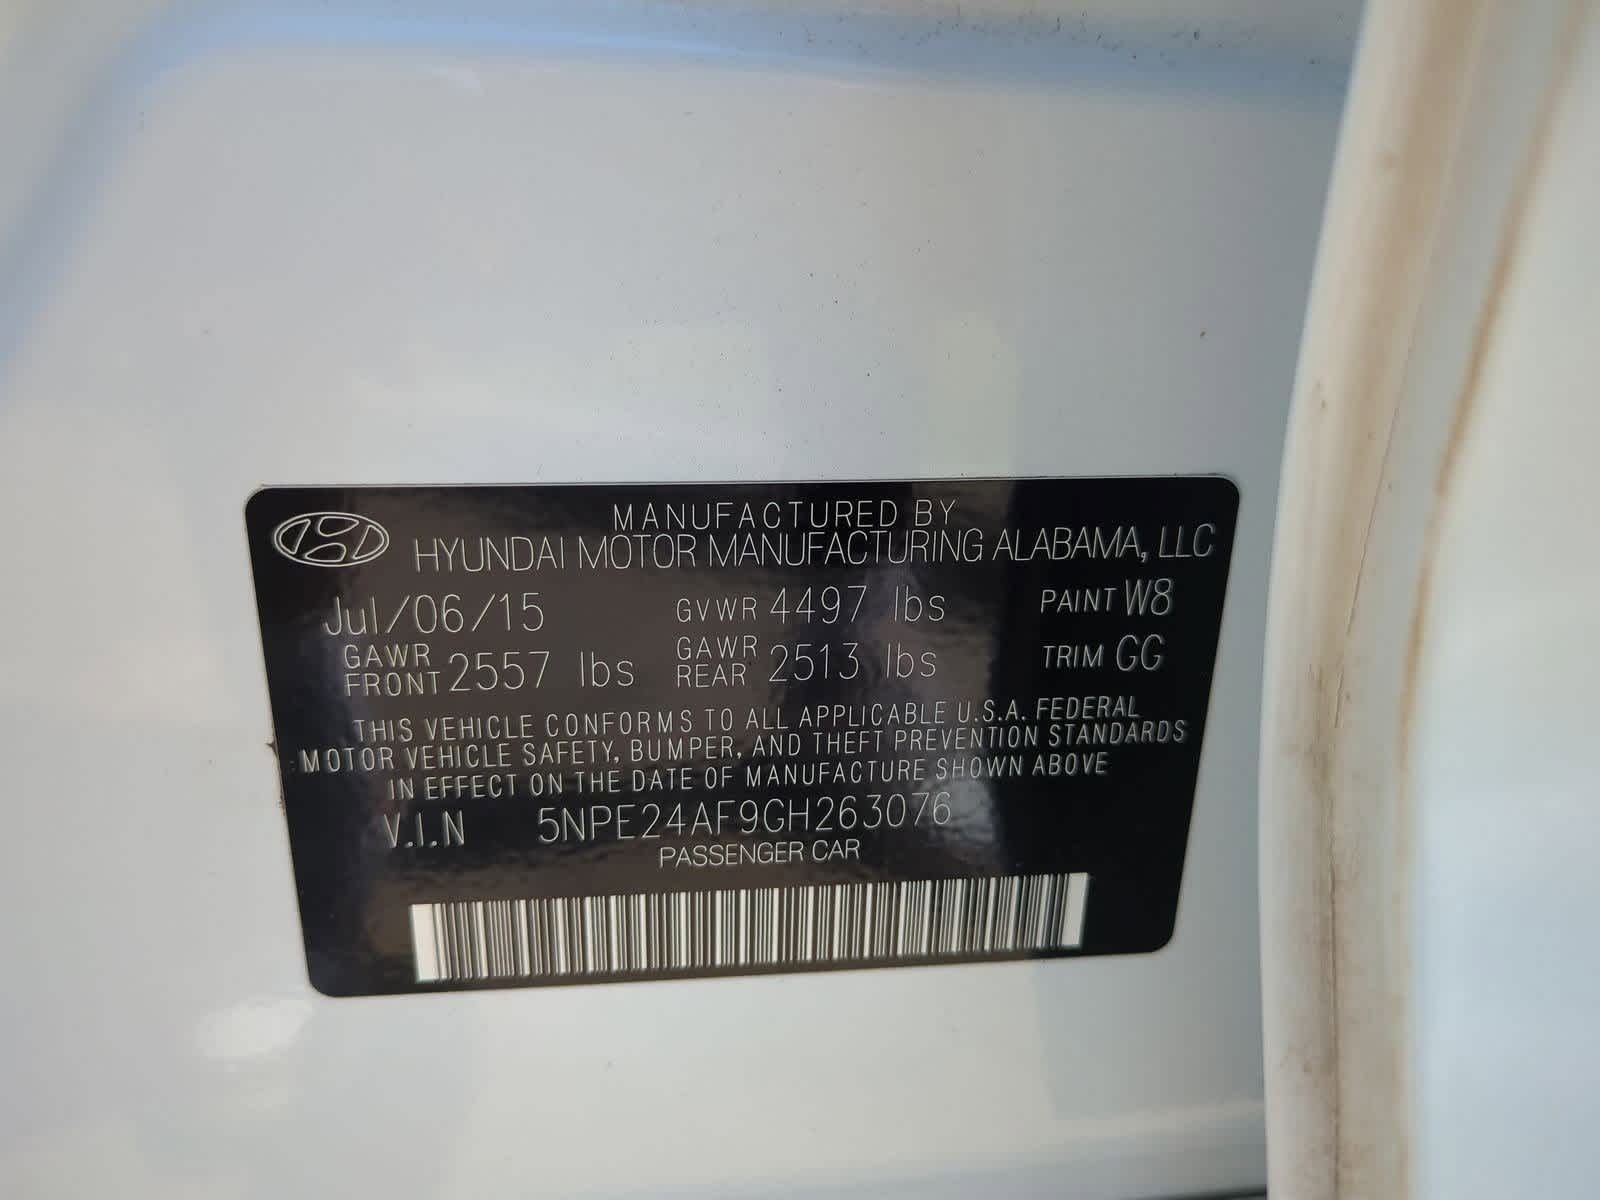 MANUFACTURED BY
HYUNDAI MOTOR MANUFACTURING ALABAMA, LLC
Jul/06/15 GVWR 4497 lbs PAINT W8
GAWR FRONT 2557 lbs GAWR REAR 2513 lbs TRIM GG
THIS VEHICLE CONFORMS TO ALL APPLICABLE U.S.A. FEDERAL
MOTOR VEHICLE SAFETY, BUMPER, AND THEFT PREVENTION STANDARDS
IN EFFECT ON THE DATE OF MANUFACTURE SHOWN ABOVE
V.I.N 5NPE24AF9GH263076
PASSENGER CAR